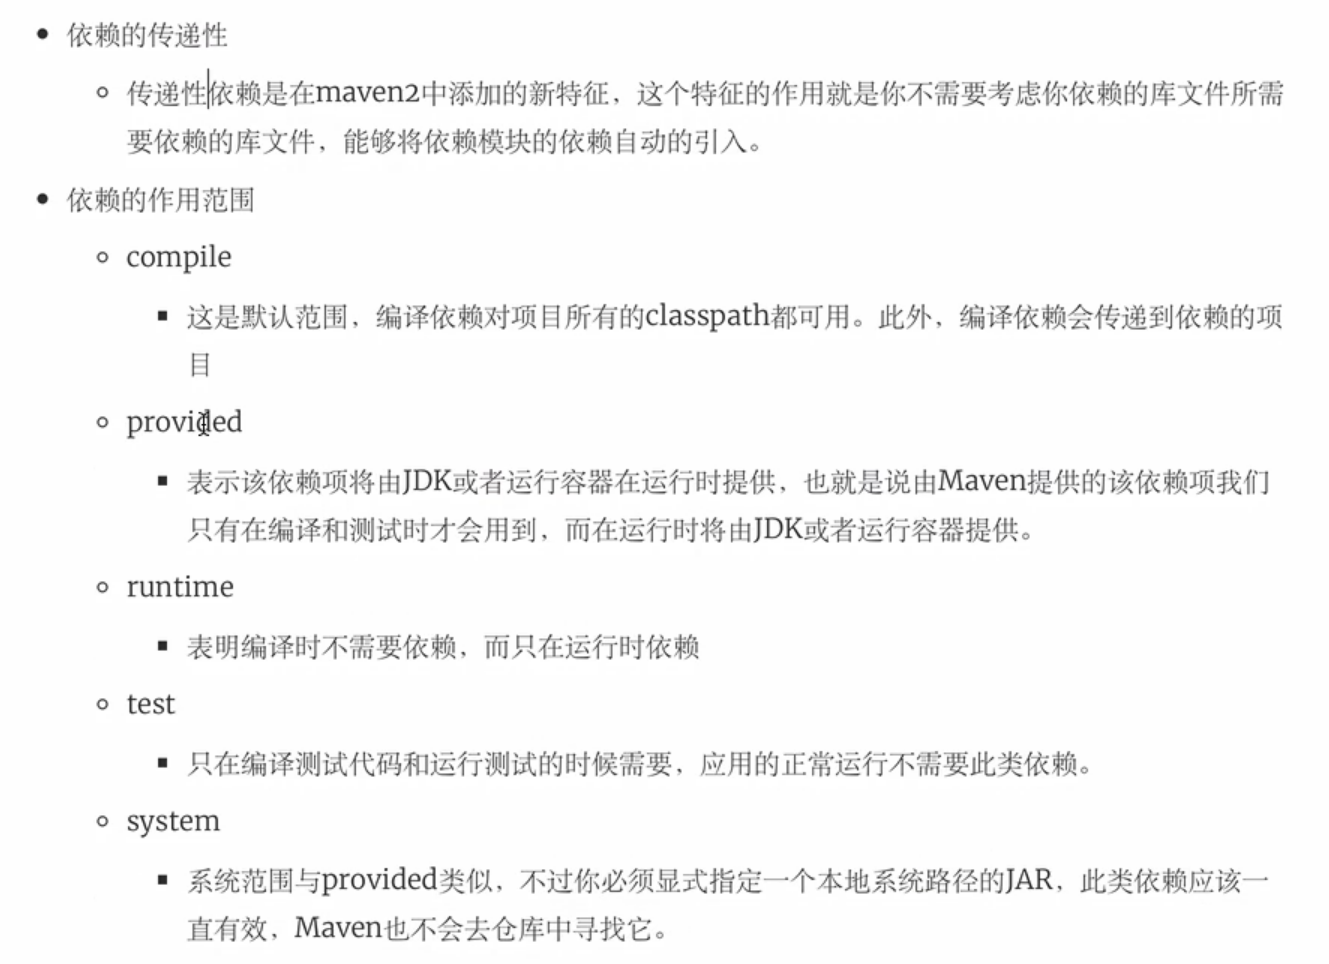 依赖的传递性
传递性依赖是在maven2中添加的新特征，这个特征的作用就是你不需要考虑你依赖的库文件所需
要依赖的库文件，能够将依赖模块的依赖自动的引入。
依赖的作用范围
compile
这是默认范围，编译依赖对项目所有的classpath都可用。此外，编译依赖会传递到依赖的项
目
provided
表示该依赖项将由JDK或者运行容器在运行时提供，也就是说由Maven提供的该依赖项我们
只有在编译和测试时才会用到，而在运行时将由JDK或者运行容器提供。
runtime
表明编译时不需要依赖，而只在运行时依赖
test
只在编译测试代码和运行测试的时候需要，应用的正常运行不需要此类依赖。
system
系统范围与provided类似，不过你必须显式指定一个本地系统路径的JAR，此类依赖应该一
直有效，Maven也不会去仓库中寻找它。